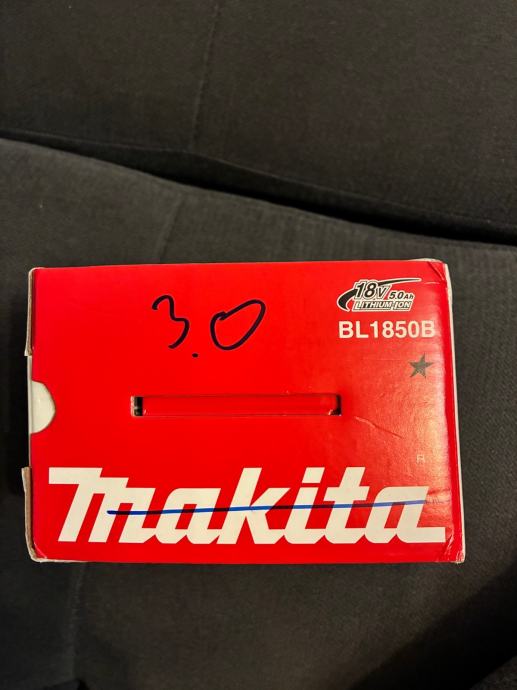 18V 5.0Ah
LITHIUM-ION
BL1850B
3.0
R
makita